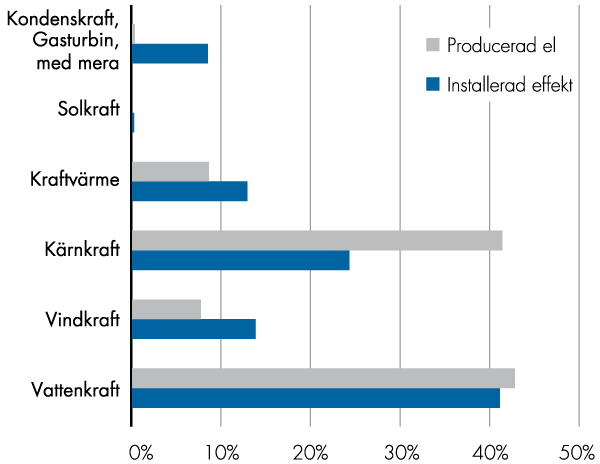 Kondenskraft,
Gasturbin,
med mera
Producerad el
Installerad effekt
Solkraft
Kraftvärme
Kärnkraft
Vindkraft
Vattenkraft
0% 10% 20% 30% 40% 50%